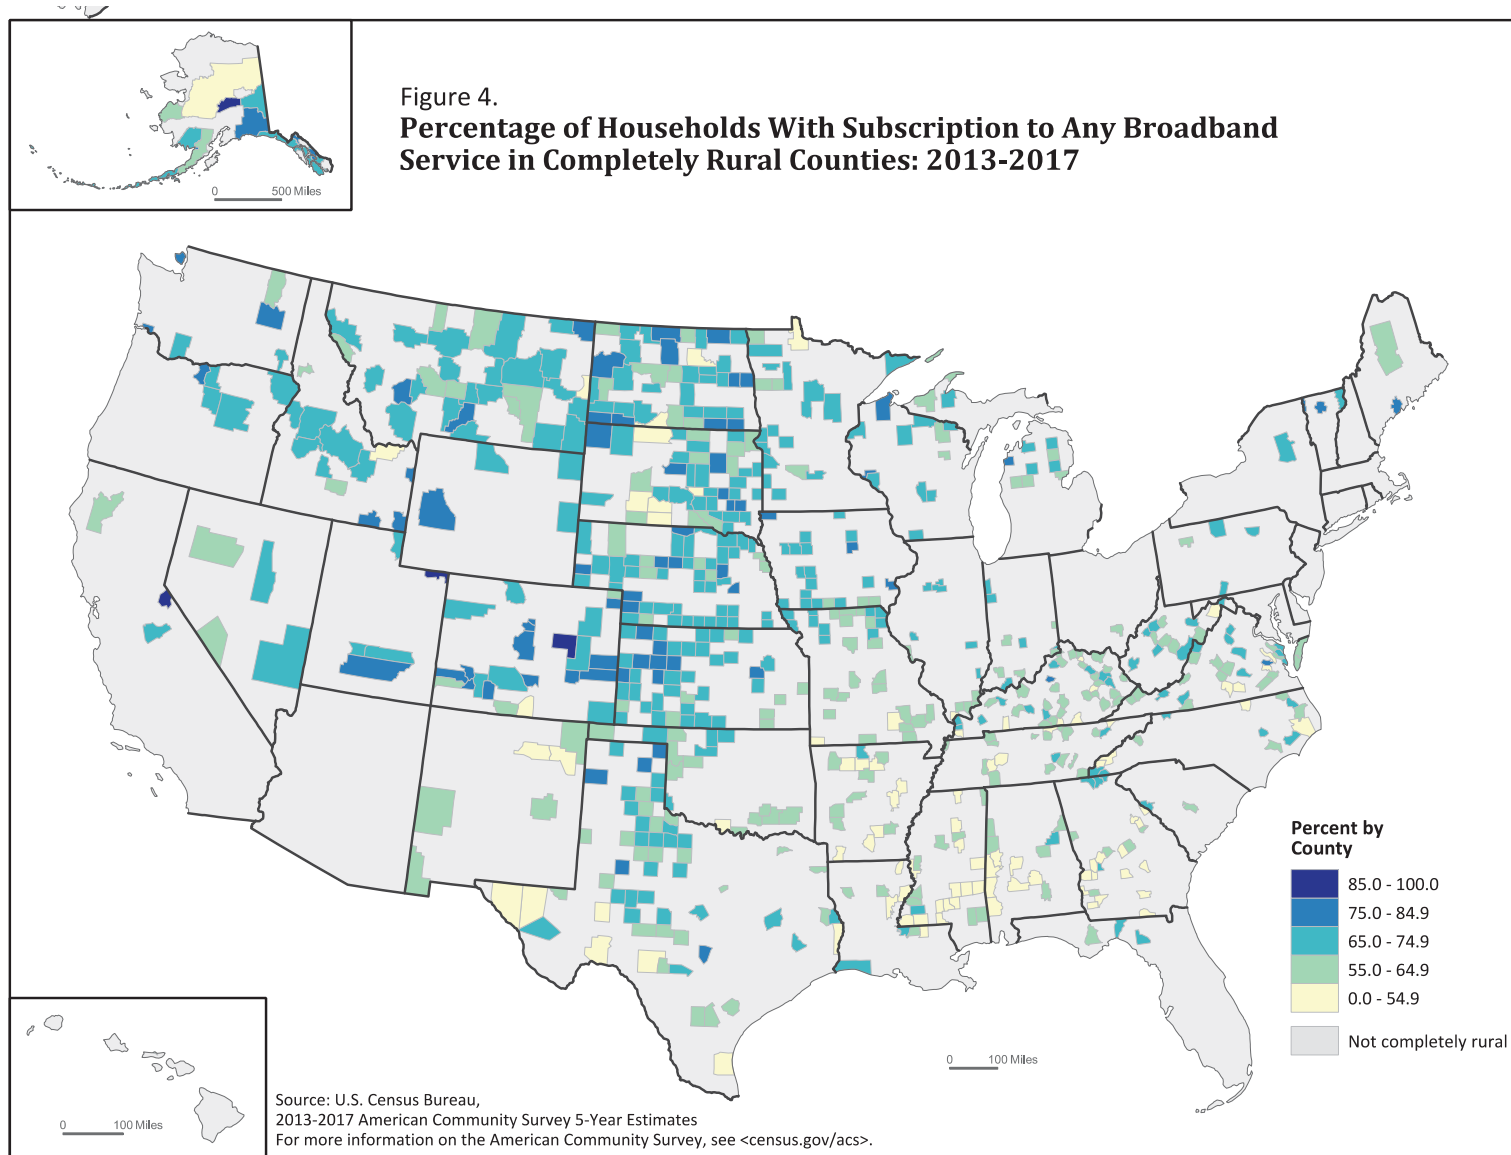 0 500 Miles
Figure 4.
Percentage of Households With Subscription to Any Broadband
Service in Completely Rural Counties: 2013-2017
Percent by
County
85.0 - 100.0
75.0 - 84.9
65.0 - 74.9
55.0 - 64.9
0.0 - 54.9
Not completely rural
0 100 Miles
0 100 Miles
Source: U.S. Census Bureau,
2013-2017 American Community Survey 5-Year Estimates
For more information on the American Community Survey, see <census.gov/acs>.